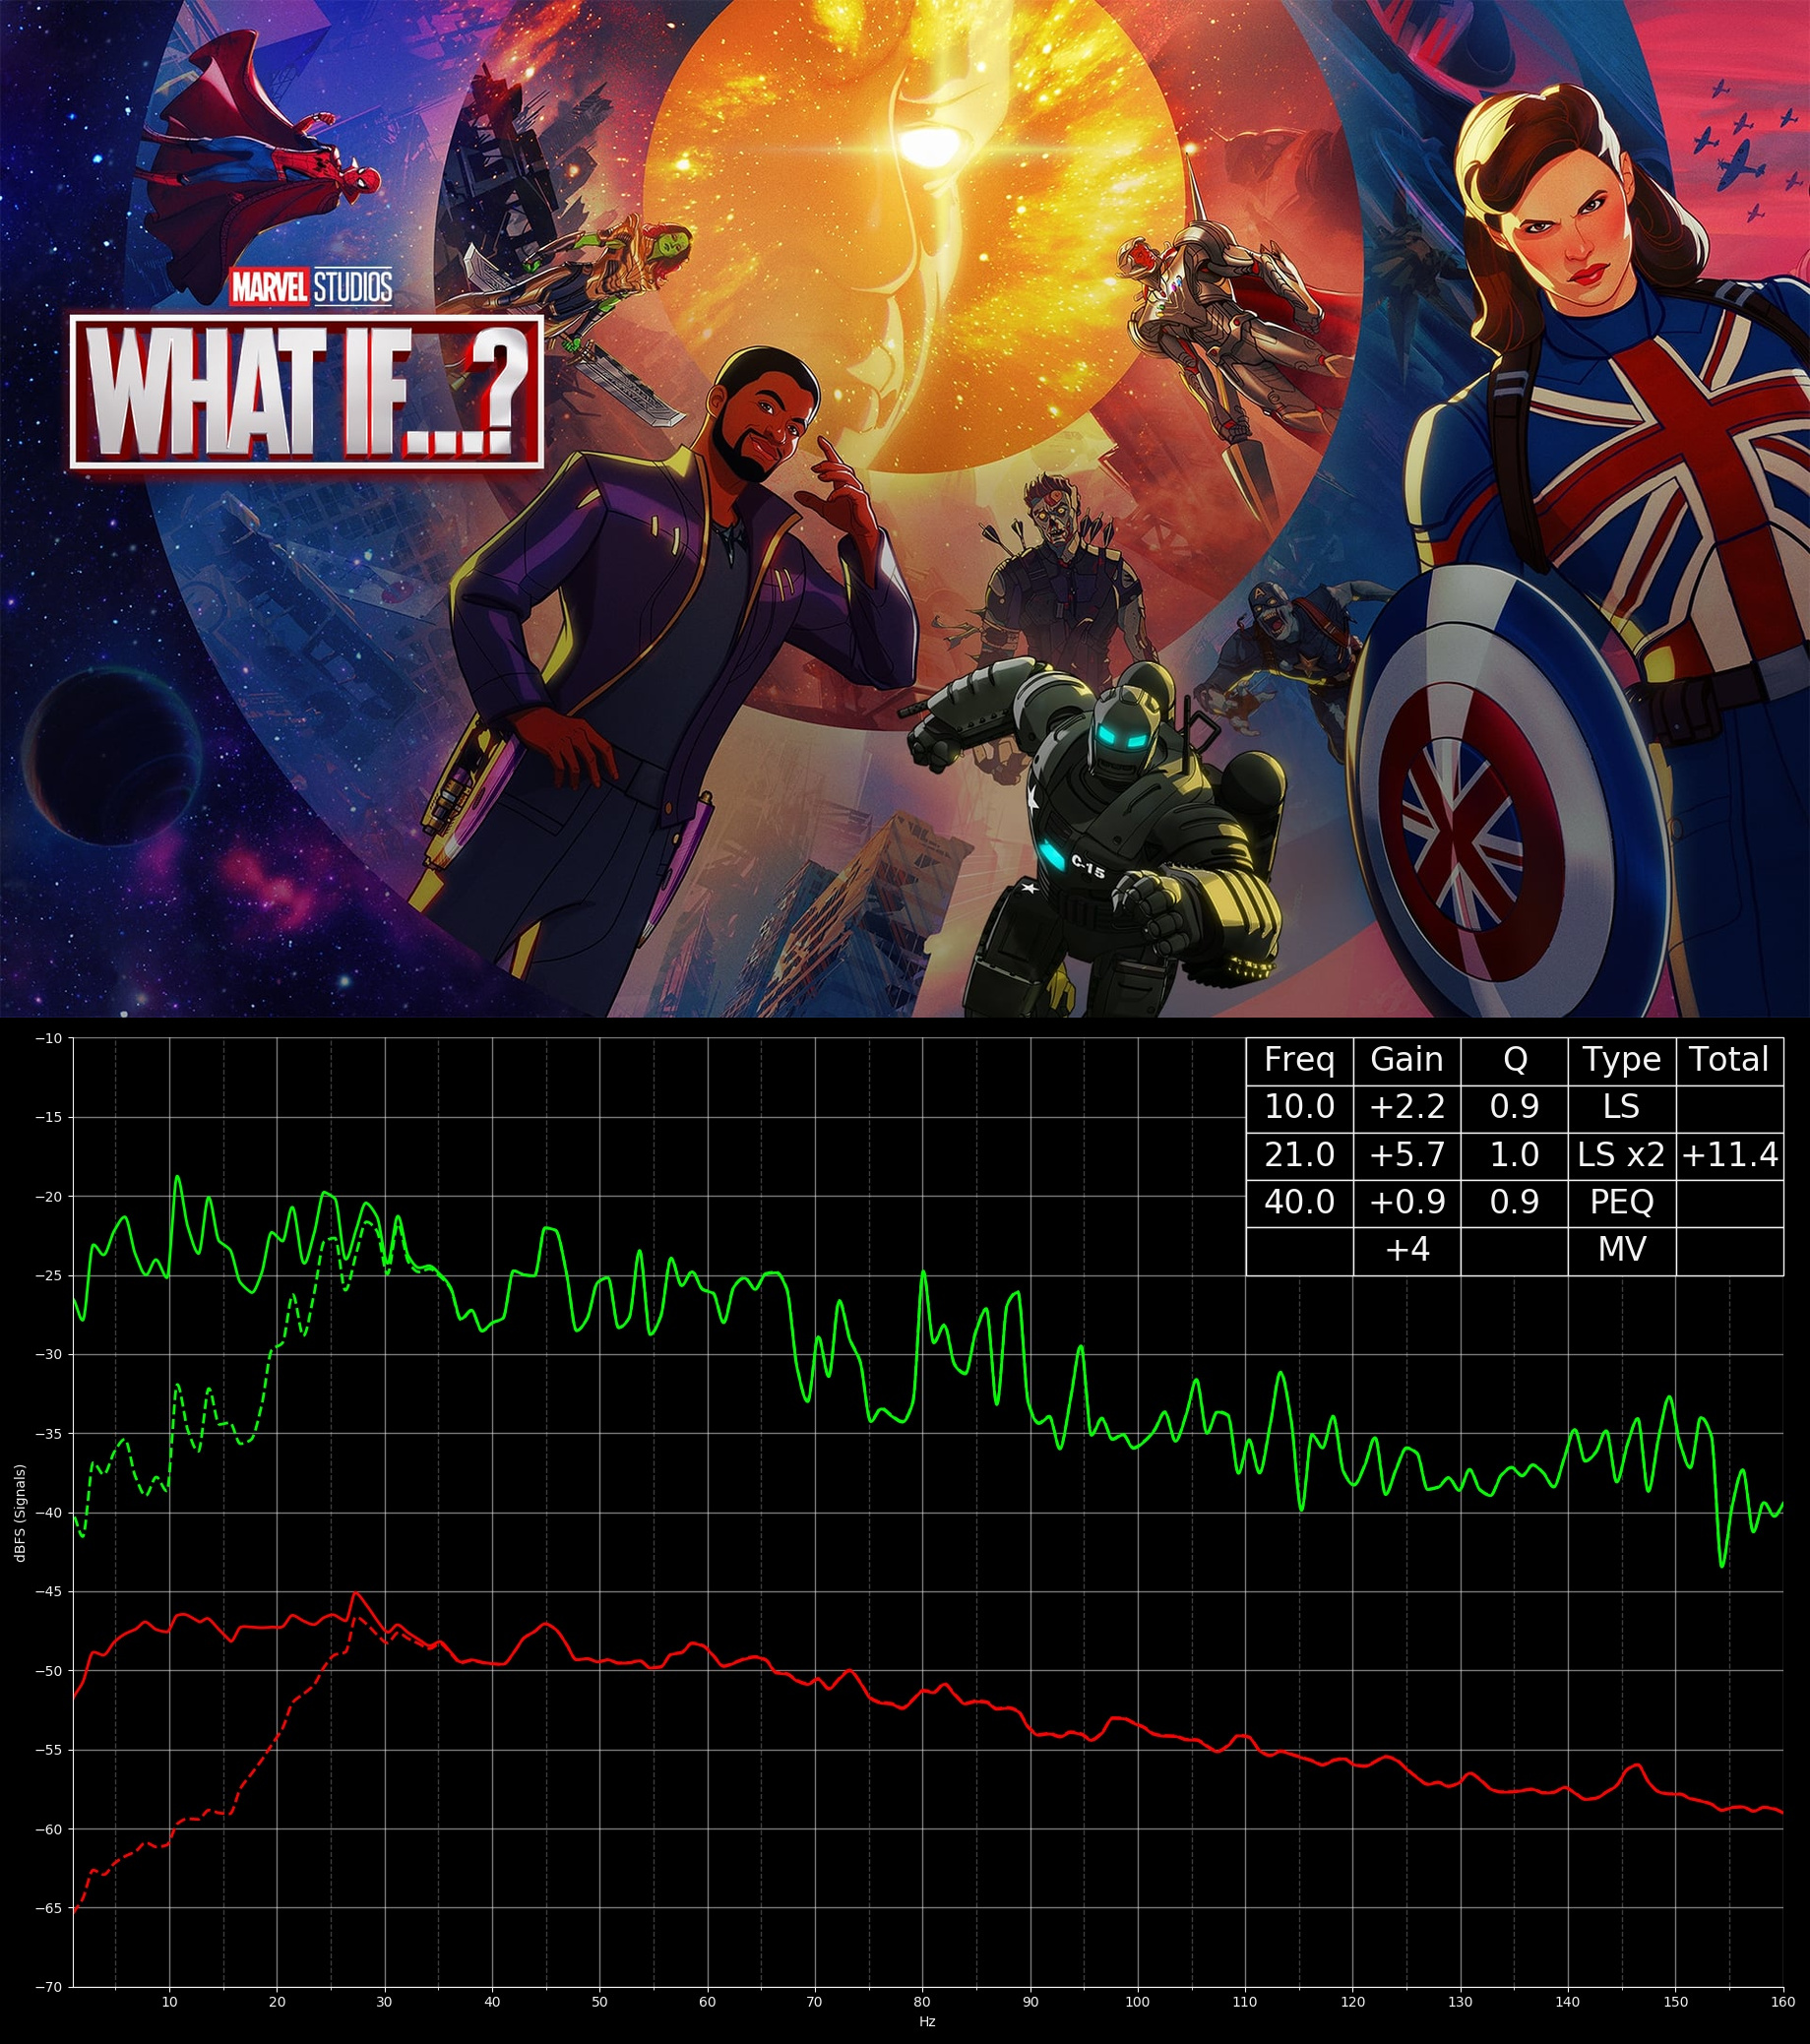 MARVEL STUDIOS
WHAT IF...?
C-15
A
Freq Gain Q Type Total
10.0 +2.2 0.9 LS
21.0 +5.7 1.0 LS x2 +11.4
40.0 +0.9 0.9 PEQ
+4 MV
−10
−15
−20
−25
−30
−35
−40
−45
−50
−55
−60
−65
−70
dBFS (Signals)
10 20 30 40 50 60 70 80 90 100 110 120 130 140 150 160
Hz